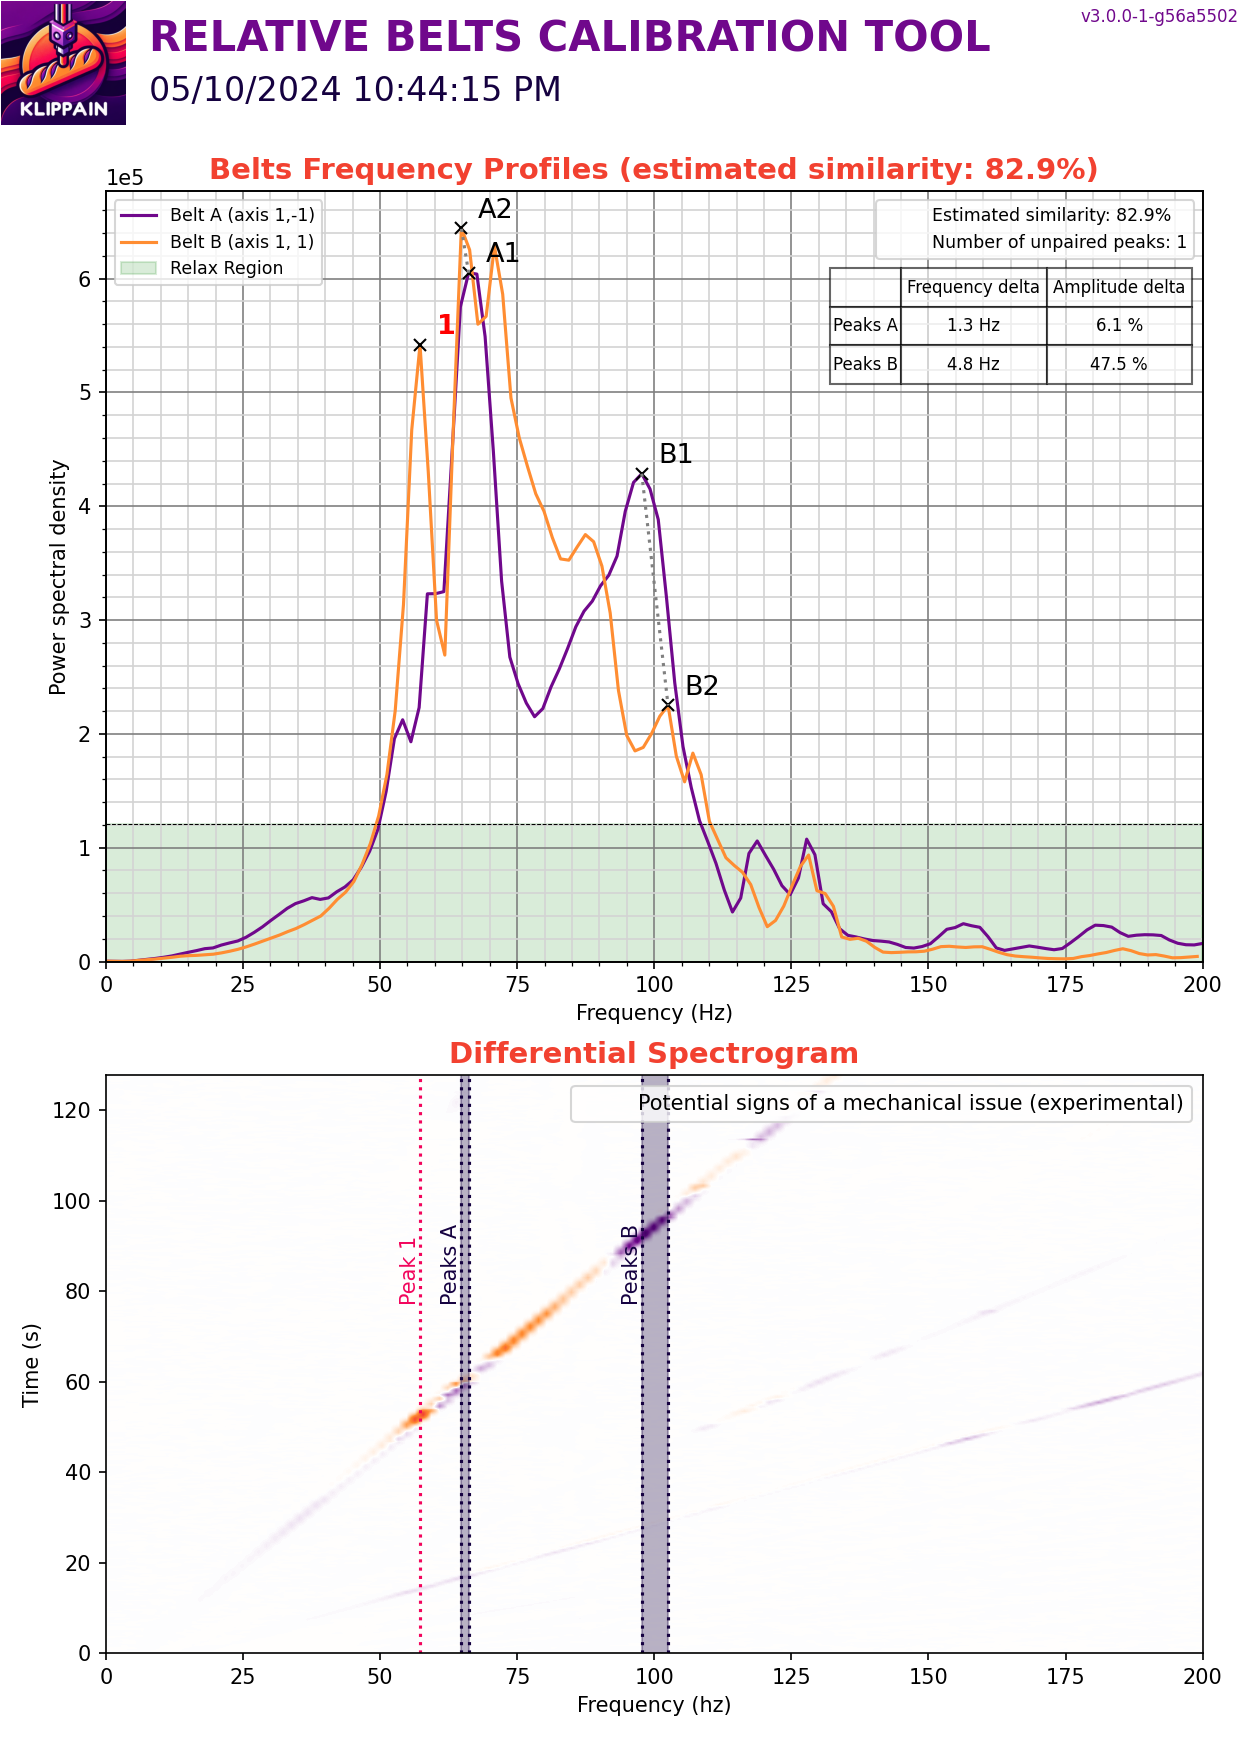 v3.0.0-1-g56a5502
RELATIVE BELTS CALIBRATION TOOL
05/10/2024 10:44:15 PM
KLIPPAIN
Belts Frequency Profiles (estimated similarity: 82.9%)
1e5
Belt A (axis 1,-1)
Belt B (axis 1, 1)
Relax Region
Estimated similarity: 82.9%
Number of unpaired peaks: 1
Frequency delta Amplitude delta
Peaks A 1.3 Hz 6.1 %
Peaks B 4.8 Hz 47.5 %
A2
A1
1
B1
B2
Power spectral density
6
5
4
3
2
1
0
0 25 50 75 100 125 150 175 200
Frequency (Hz)
Differential Spectrogram
Potential signs of a mechanical issue (experimental)
Peak 1
Peaks A
Peaks B
Time (s)
120
100
80
60
40
20
0
0 25 50 75 100 125 150 175 200
Frequency (hz)